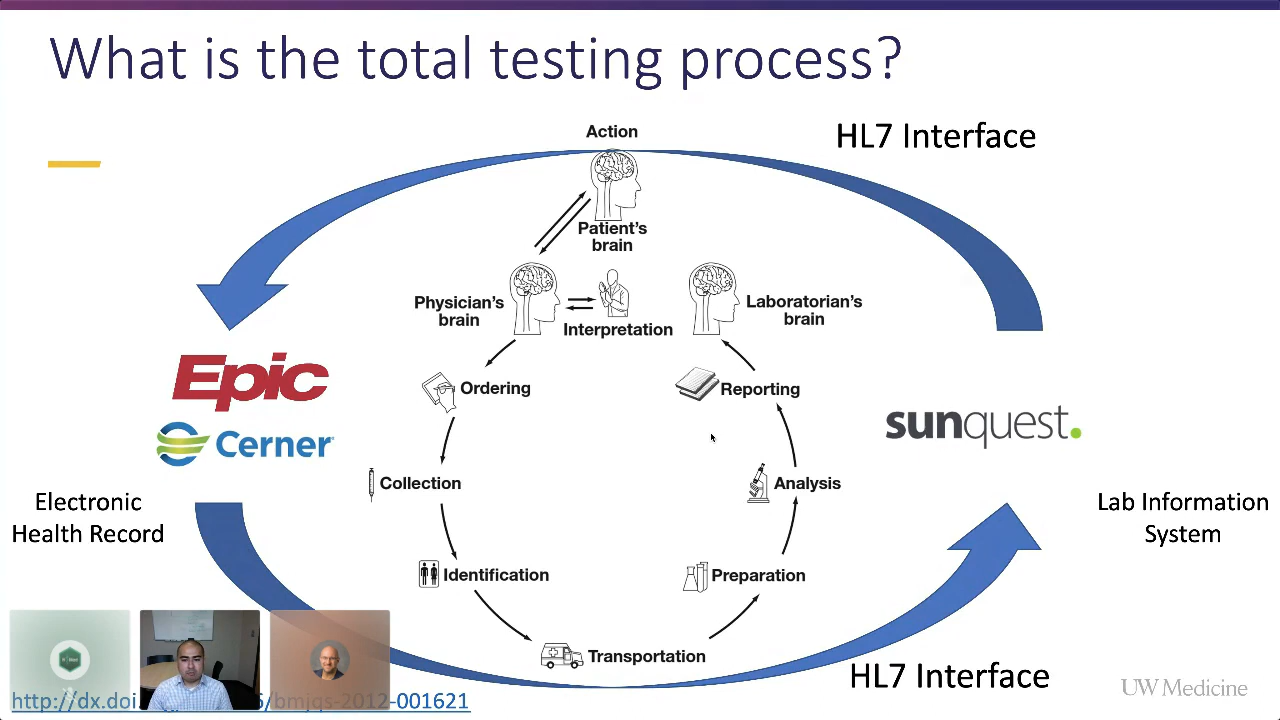 What is the total testing process?
Action
HL7 Interface
Patient's
brain
Physician's
brain
Interpretation
Laboratorian's
brain
Epic
Cerner
Ordering
Reporting
sunquest.
Collection
Analysis
Electronic
Health Record
Lab Information
System
Identification
Preparation
Transportation
HL7 Interface
http://dx.doi. /bmjqs-2012-001621
UW Medicine